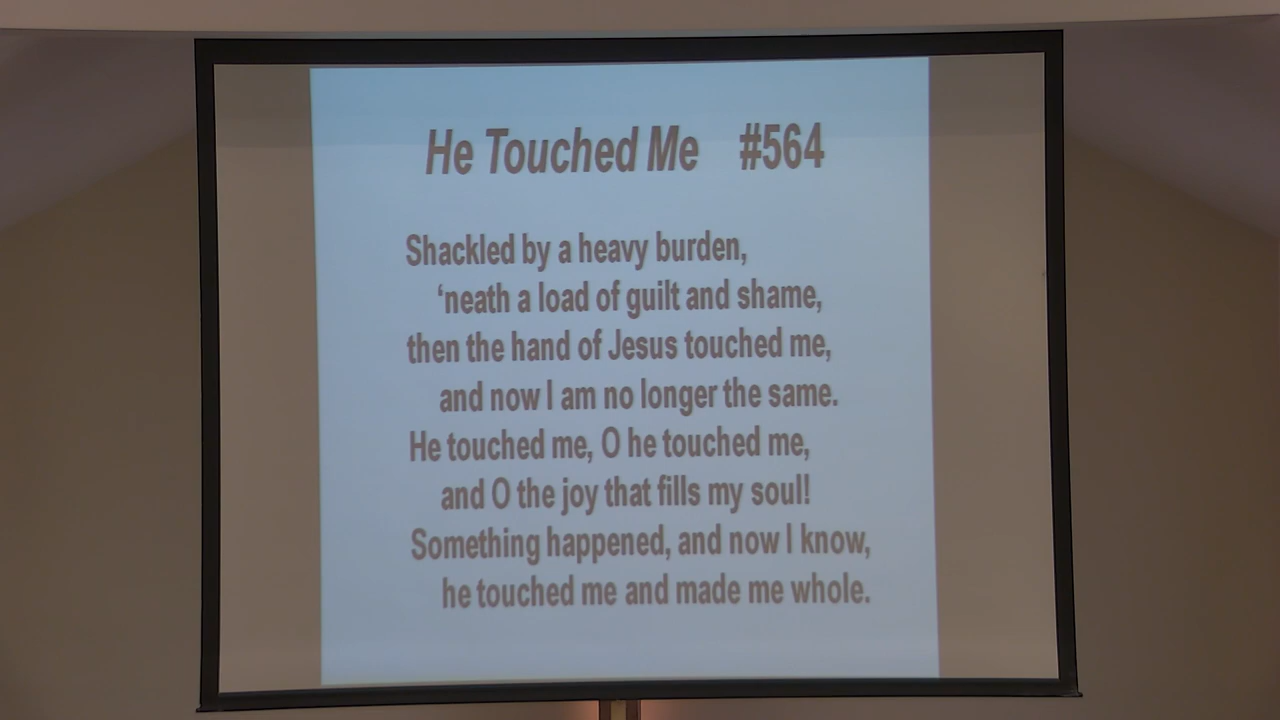 He Touched Me #564
Shackled by a heavy burden,
‘neath a load of guilt and shame,
then the hand of Jesus touched me,
and now I am no longer the same.
He touched me, O he touched me,
and O the joy that fills my soul!
Something happened, and now I know,
he touched me and made me whole.